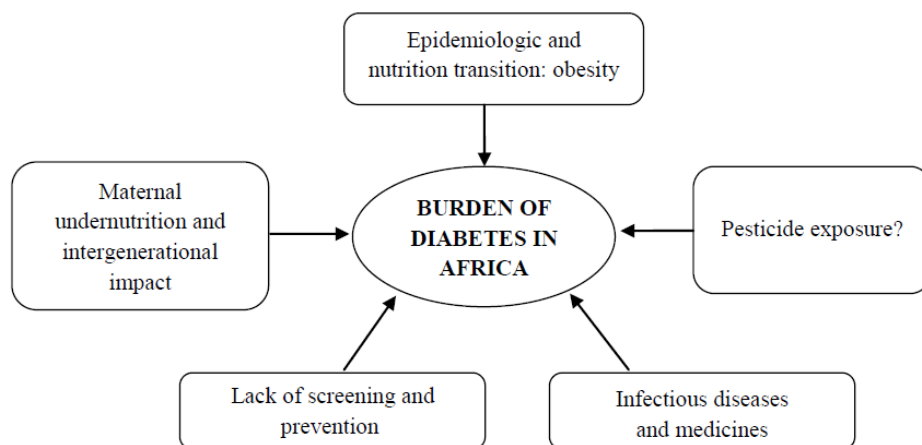 Epidemiologic and
nutrition transition: obesity
Maternal
undernutrition and
intergenerational
impact
BURDEN OF
DIABETES IN
AFRICA
Pesticide exposure?
Lack of screening and
prevention
Infectious diseases
and medicines